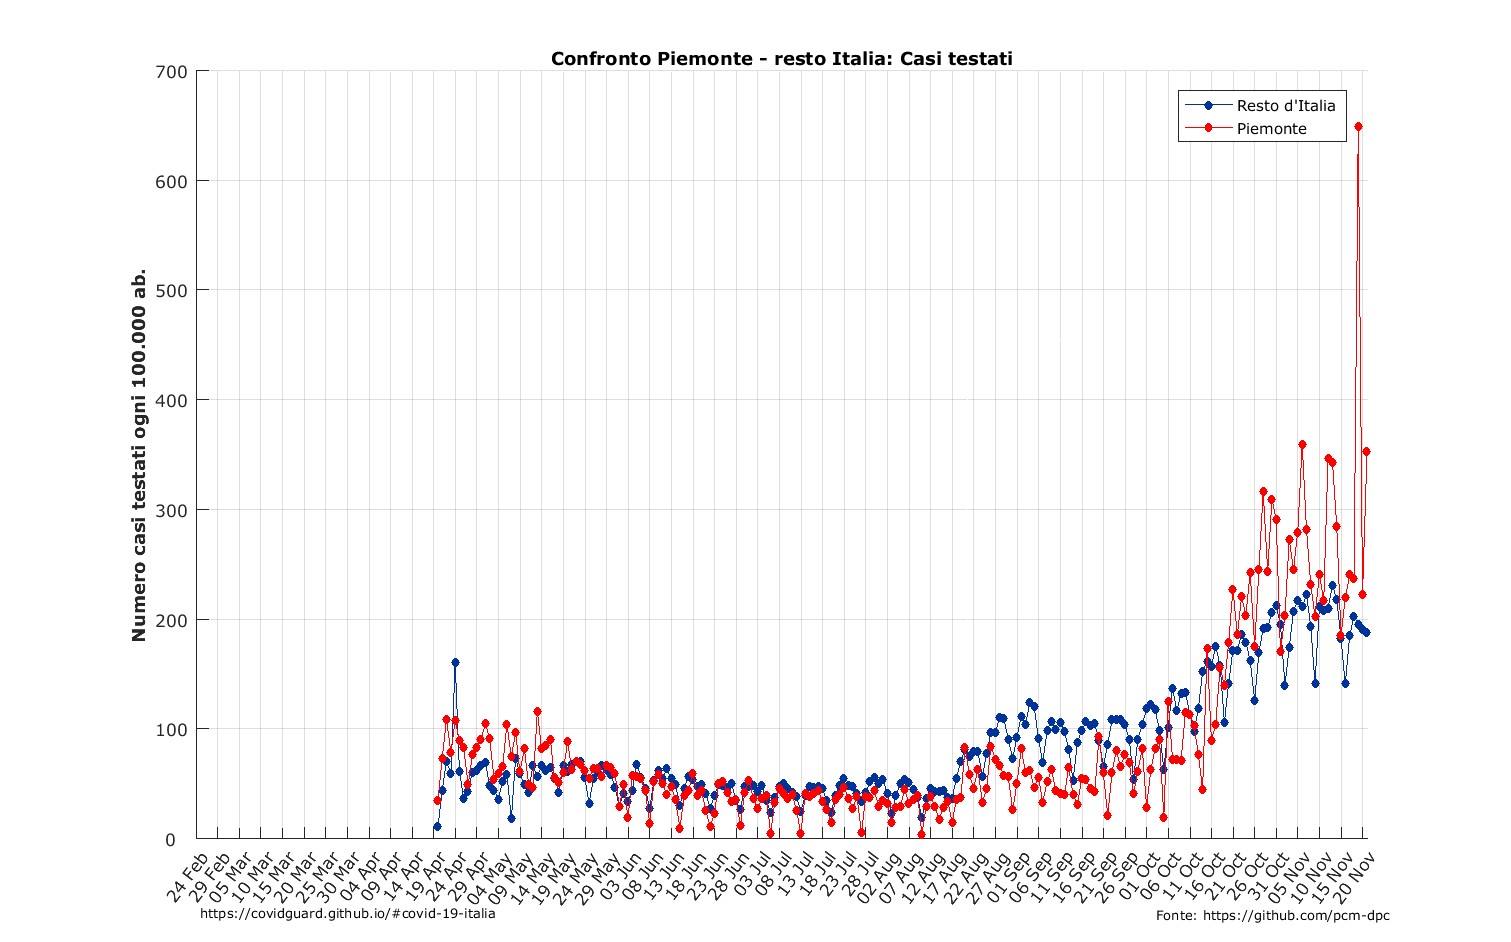 Confronto Piemonte - resto Italia: Casi testati
Resto d'Italia
Piemonte
Numero casi testati ogni 100.000 ab.
700
600
500
400
300
200
100
0
24 Feb
29 Feb
05 Mar
10 Mar
15 Mar
20 Mar
25 Mar
30 Mar
04 Apr
09 Apr
14 Apr
19 Apr
24 Apr
29 Apr
04 May
09 May
14 May
19 May
24 May
29 May
03 Jun
08 Jun
13 Jun
18 Jun
23 Jun
28 Jun
03 Jul
08 Jul
13 Jul
18 Jul
23 Jul
28 Jul
02 Aug
07 Aug
12 Aug
17 Aug
22 Aug
27 Aug
01 Sep
06 Sep
11 Sep
16 Sep
21 Sep
26 Sep
01 Oct
06 Oct
11 Oct
16 Oct
21 Oct
26 Oct
31 Oct
05 Nov
10 Nov
15 Nov
20 Nov
https://covidguard.github.io/#covid-19-italia
Fonte: https://github.com/pcm-dpc